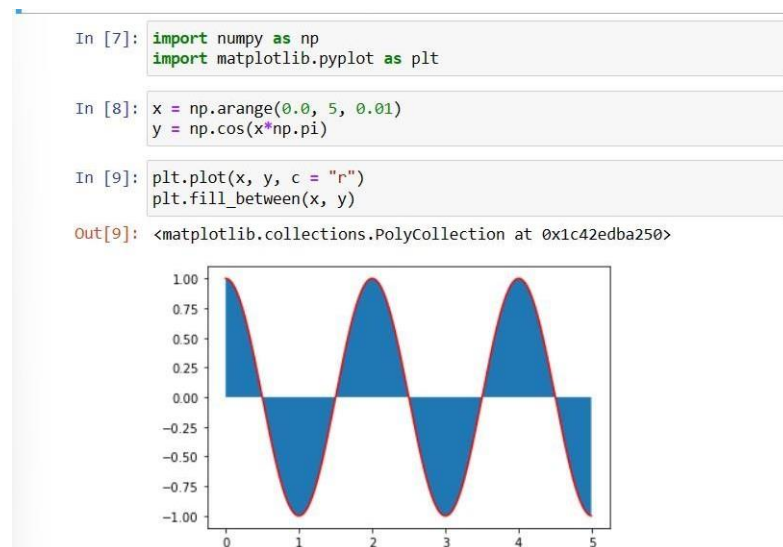 In [7]: import numpy as np
import matplotlib.pyplot as plt
In [8]: x = np.arange(0.0, 5, 0.01)
y = np.cos(x*np.pi)
In [9]: plt.plot(x, y, c = "r")
plt.fill_between(x, y)
Out[9]: <matplotlib.collections.PolyCollection at 0x1c42edba250>
1.00
0.75
0.50
0.25
0.00
−0.25
−0.50
−0.75
−1.00
0 1 2 3 4 5